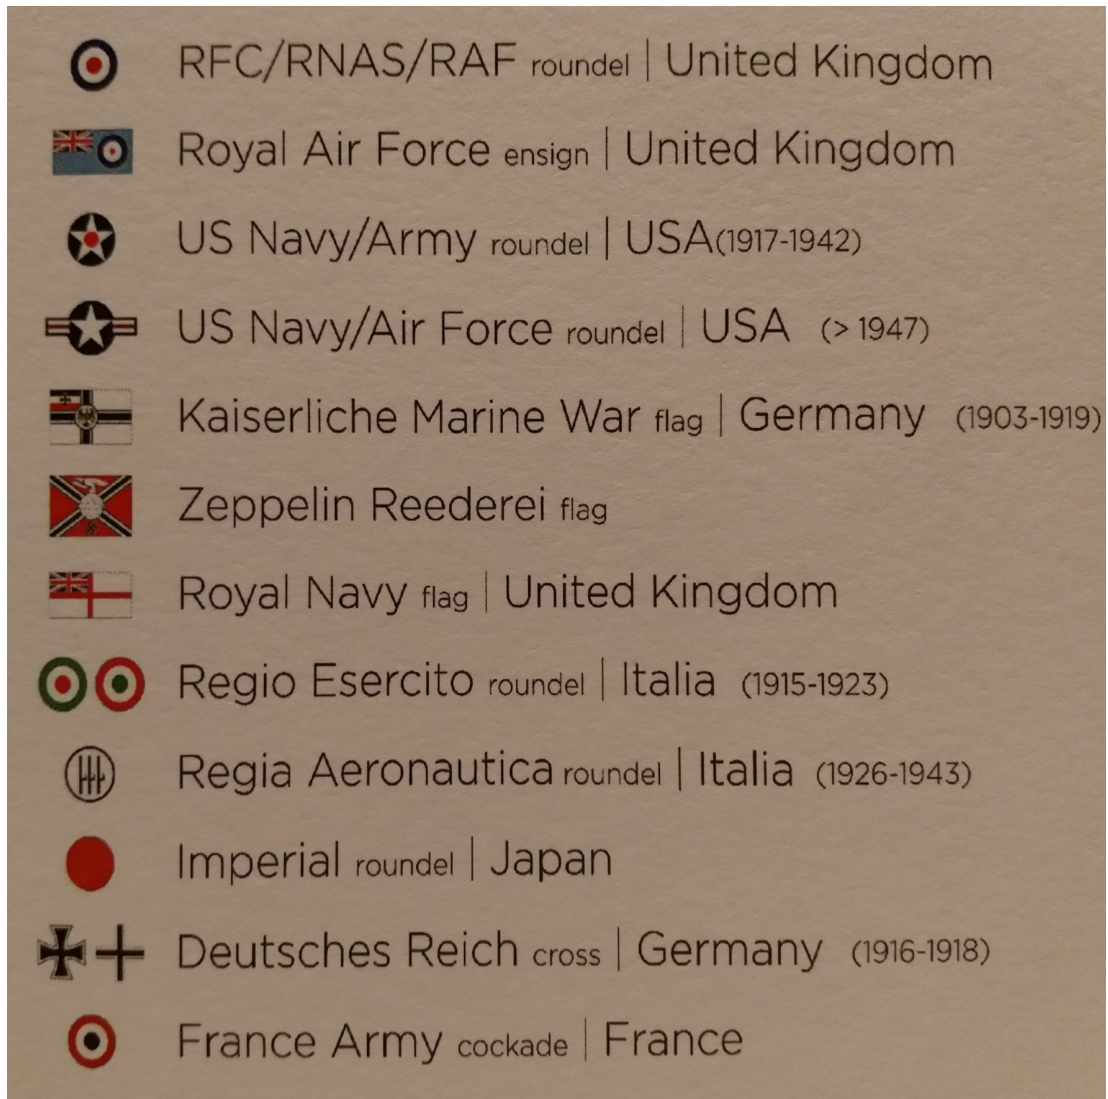 RFC/RNAS/RAF roundel | United Kingdom
Royal Air Force ensign | United Kingdom
US Navy/Army roundel | USA(1917-1942)
US Navy/Air Force roundel | USA (> 1947)
Kaiserliche Marine War flag | Germany (1903-1919)
Zeppelin Reederei flag
Royal Navy flag | United Kingdom
Regio Esercito roundel | Italia (1915-1923)
Regia Aeronautica roundel | Italia (1926-1943)
Imperial roundel | Japan
Deutsches Reich cross | Germany (1916-1918)
France Army cockade | France